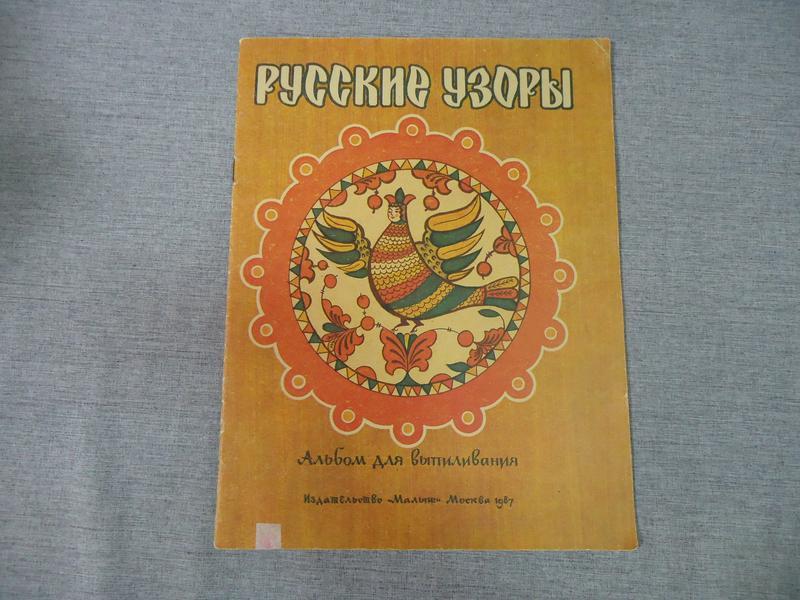 РУССКИЕ УЗОРЫ
Альбом для выпиливания
Издательство «Малыш» Москва 1987